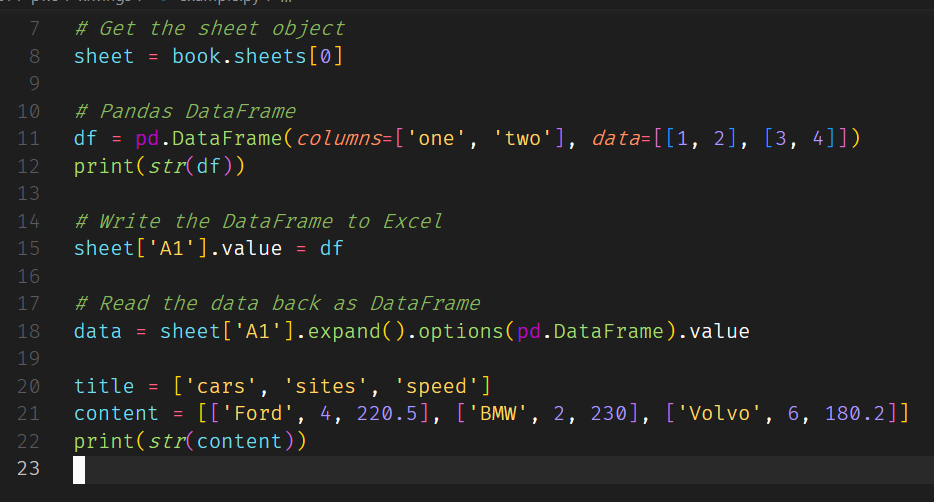 7 # Get the sheet object
8 sheet = book.sheets[0]
9
10 # Pandas DataFrame
11 df = pd.DataFrame(columns=['one', 'two'], data=[[1, 2], [3, 4]])
12 print(str(df))
13
14 # Write the DataFrame to Excel
15 sheet['A1'].value = df
16
17 # Read the data back as DataFrame
18 data = sheet['A1'].expand().options(pd.DataFrame).value
19
20 title = ['cars', 'sites', 'speed']
21 content = [['Ford', 4, 220.5], ['BMW', 2, 230], ['Volvo', 6, 180.2]]
22 print(str(content))
23